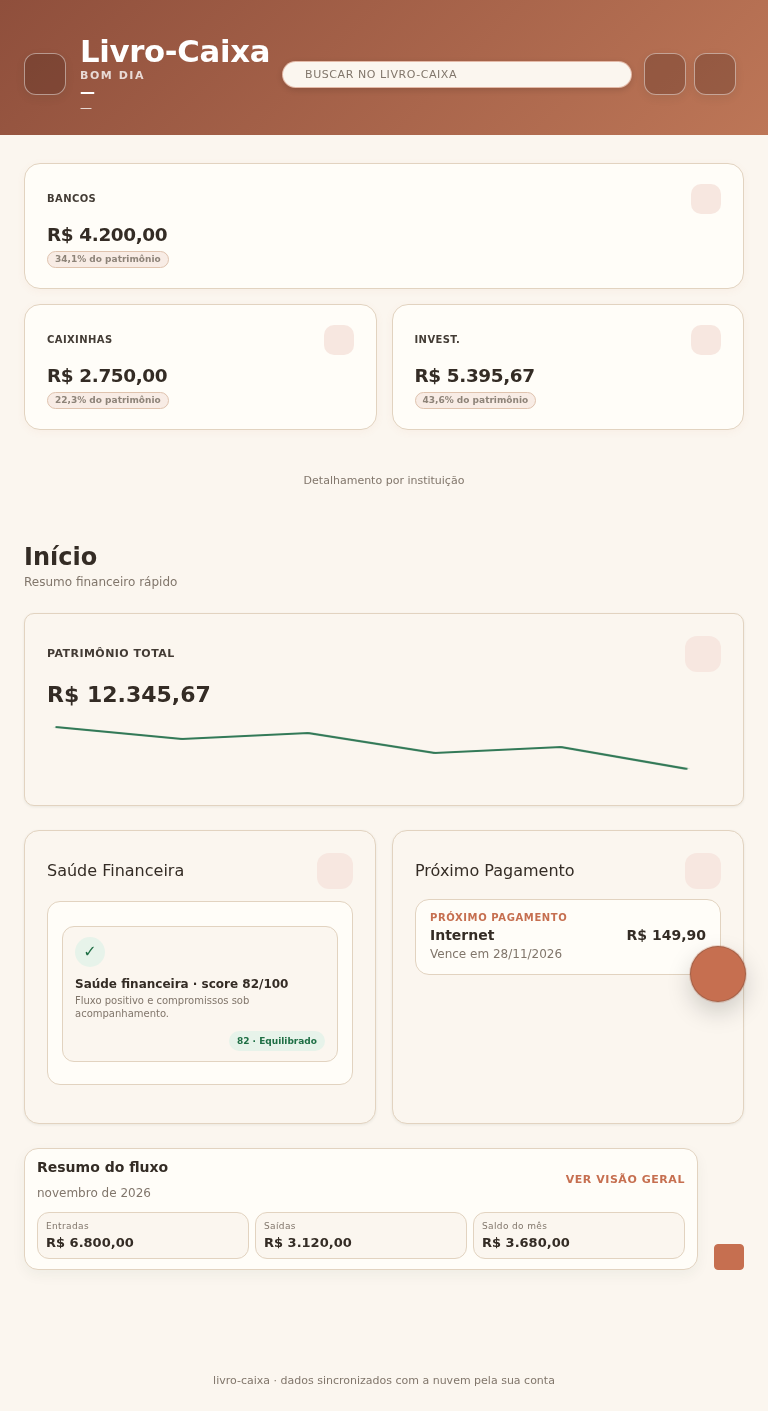 Livro-Caixa
BOM DIA
—
—
BUSCAR NO LIVRO-CAIXA
BANCOS
R$ 4.200,00
34,1% do patrimônio
CAIXINHAS
R$ 2.750,00
22,3% do patrimônio
INVEST.
R$ 5.395,67
43,6% do patrimônio
Detalhamento por instituição
Início
Resumo financeiro rápido
PATRIMÔNIO TOTAL
R$ 12.345,67
Saúde Financeira
✓
Saúde financeira · score 82/100
Fluxo positivo e compromissos sob
acompanhamento.
82 · Equilibrado
Próximo Pagamento
PRÓXIMO PAGAMENTO
Internet R$ 149,90
Vence em 28/11/2026
Resumo do fluxo
novembro de 2026
VER VISÃO GERAL
Entradas
R$ 6.800,00
Saídas
R$ 3.120,00
Saldo do mês
R$ 3.680,00
livro-caixa · dados sincronizados com a nuvem pela sua conta